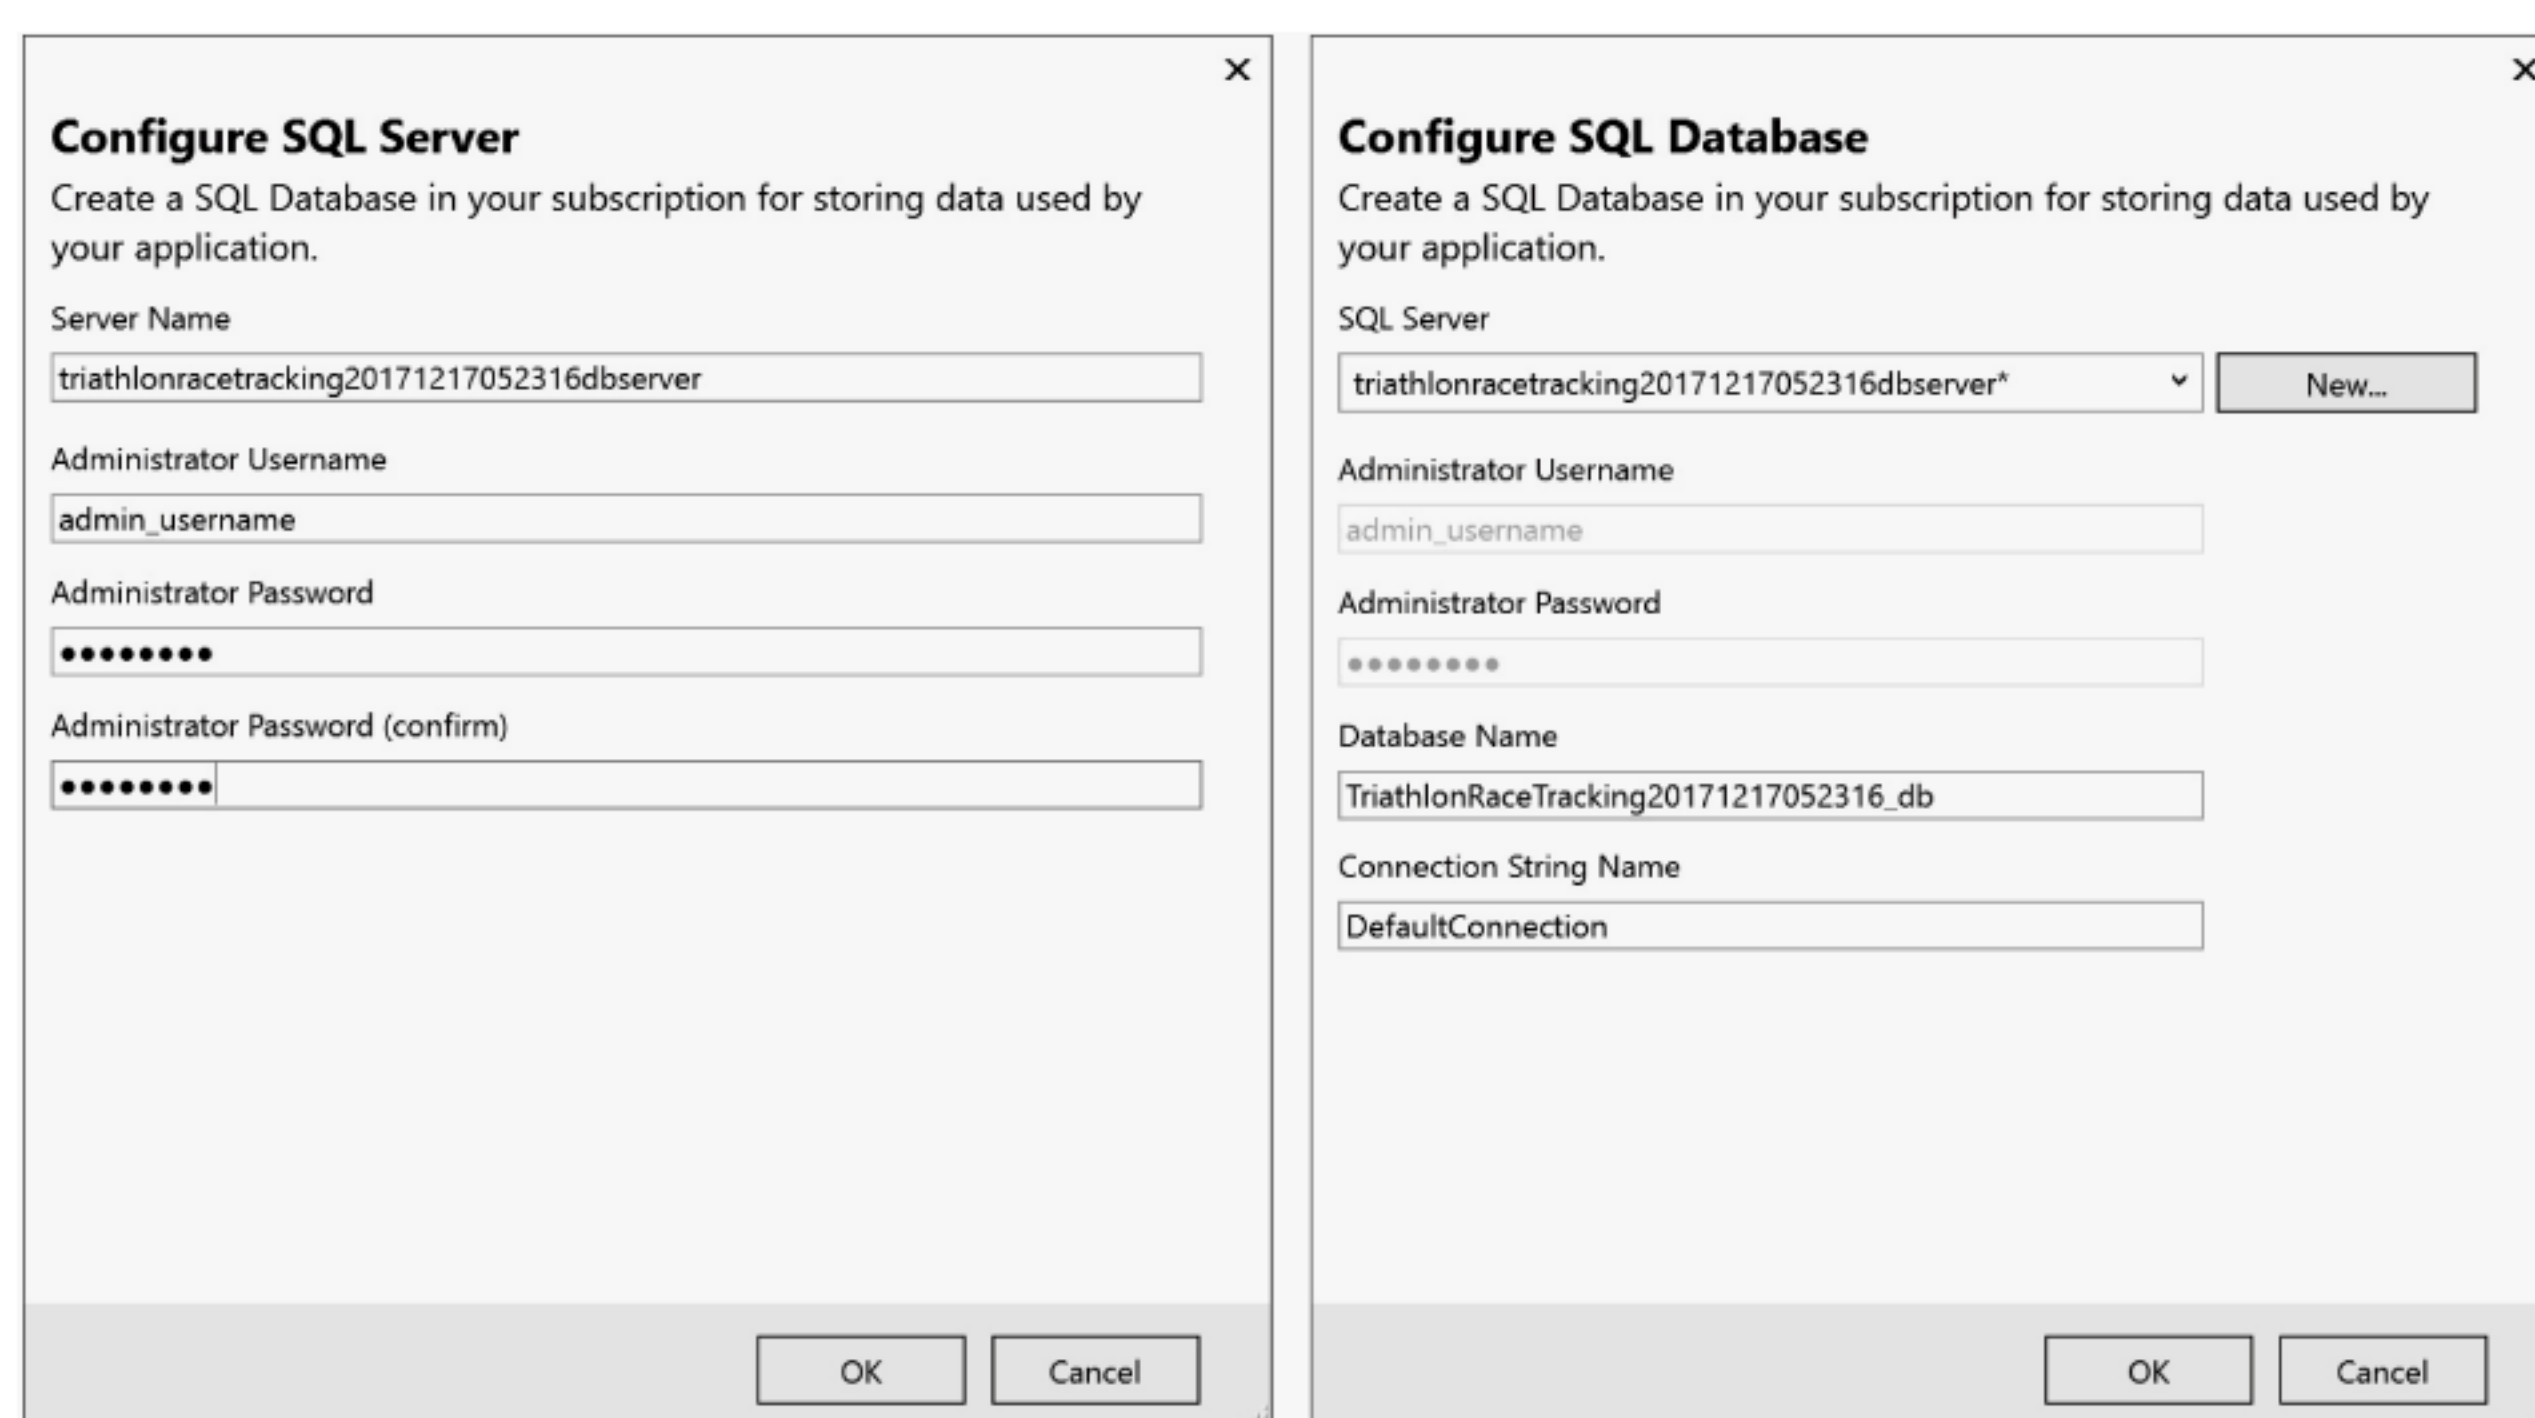 Configure SQL Server
Create a SQL Database in your subscription for storing data used by
your application.
Server Name
triathlonracetracking20171217052316dbserver
Administrator Username
admin_username
Administrator Password
••••••••
Administrator Password (confirm)
••••••••
OK
Cancel
Configure SQL Database
Create a SQL Database in your subscription for storing data used by
your application.
SQL Server
triathlonracetracking20171217052316dbserver*
New...
Administrator Username
admin_username
Administrator Password
••••••••
Database Name
TriathlonRaceTracking20171217052316_db
Connection String Name
DefaultConnection
OK
Cancel